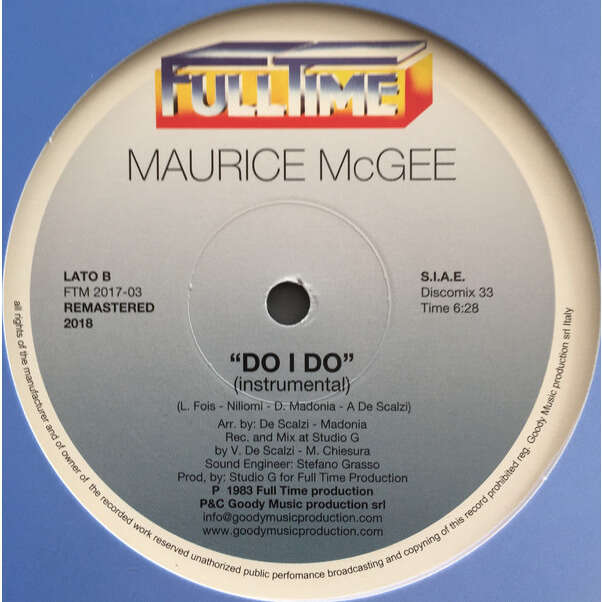 FULLTIME
MAURICE McGEE
LATO B
FTM 2017-03
REMASTERED
2018
S.I.A.E.
Discomix 33
Time 6:28
“DO I DO”
(instrumental)
(L. Fois - Niliomi - D. Madonia - A De Scalzi)
Arr. by: De Scalzi - Madonia
Rec. and Mix at Studio G
by V. De Scalzi - M. Chiesura
Sound Engineer: Stefano Grasso
Prod, by: Studio G for Full Time Production
P 1983 Full Time production
P&C Goody Music production srl
info@goodymusicproduction.com
www.goodymusicproduction.com
all rights of the manufacturer and of owner of the recorded work reserved unauthorized public perfomance broadcasting and copying of this record prohibited reg. Goody Music production srl Italy